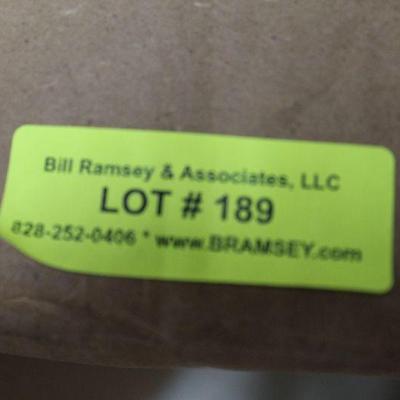 Bill Ramsey & Associates, LLC
LOT # 189
828-252-0406 * www.BRAMSEY.com